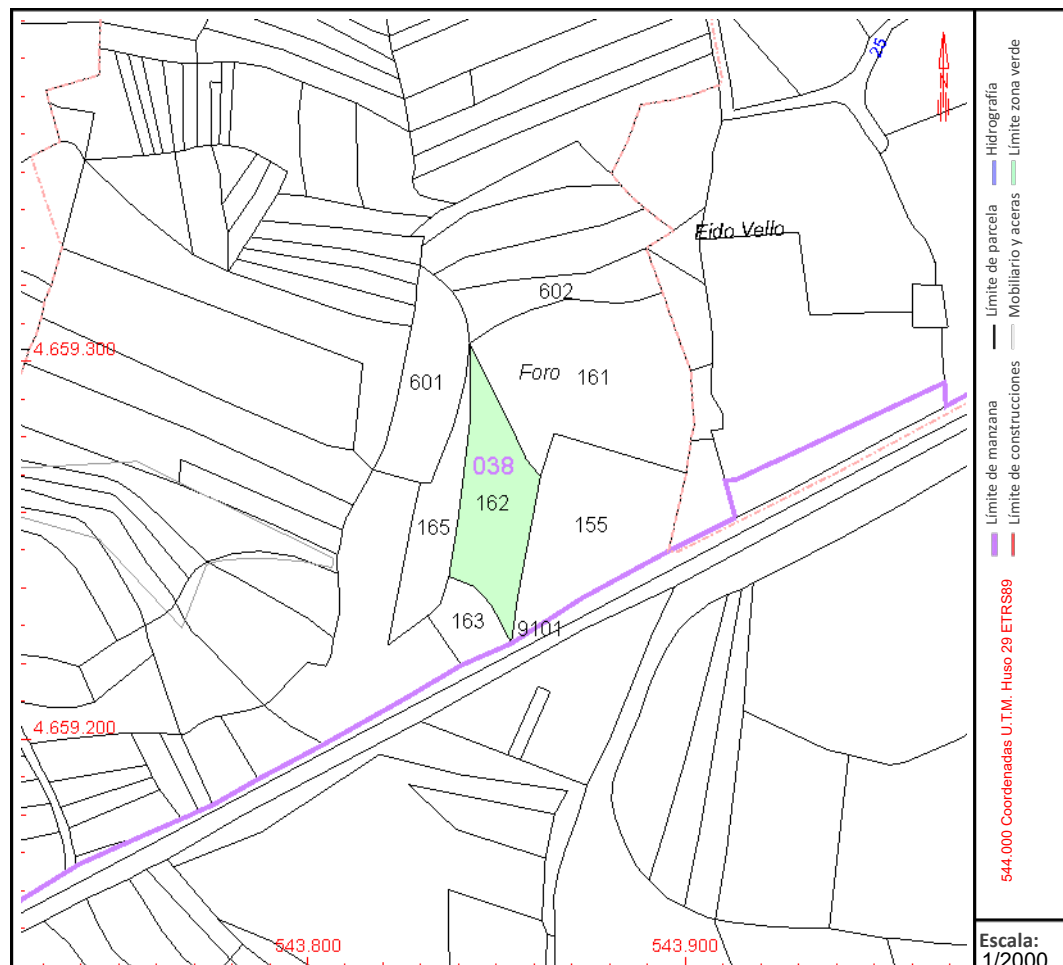 25
Eido Vello
602
4.659.300
Foro 161
601
038
162
165
155
163
9101
4.659.200
543.800
543.900
N
Límite de manzana
Límite de construcciones
Límite de parcela
Mobiliario y aceras
Hidrografía
Límite zona verde
544.000 Coordenadas U.T.M. Huso 29 ETRS89
Escala:
1/2000